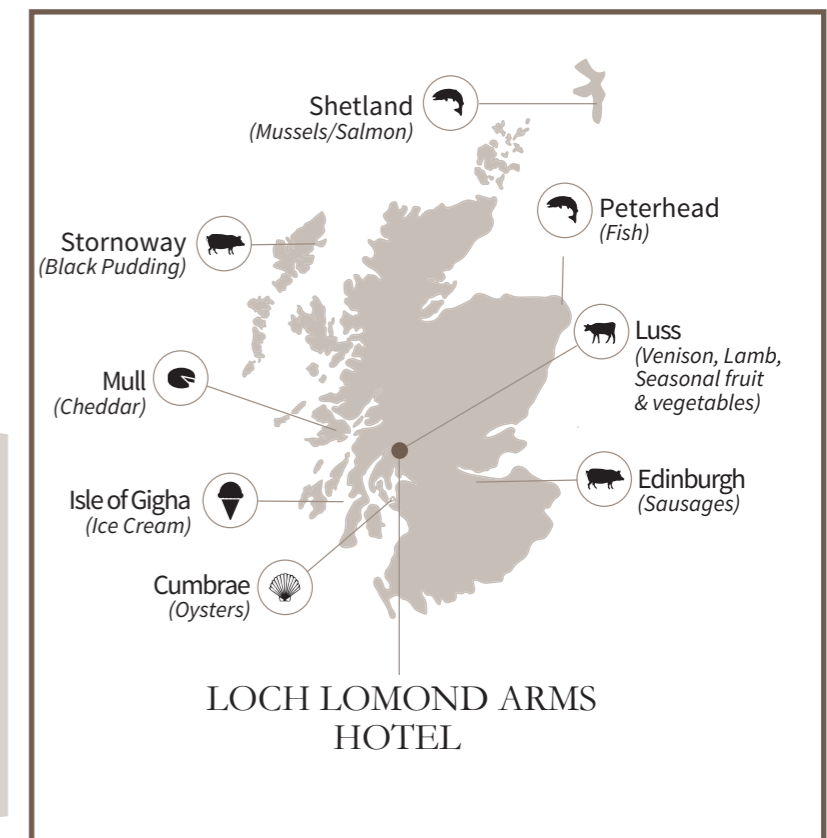 Shetland
(Mussels/Salmon)
Peterhead
(Fish)
Stornoway
(Black Pudding)
Luss
(Venison, Lamb,
Seasonal fruit
& vegetables)
Mull
(Cheddar)
Edinburgh
(Sausages)
Isle of Gigha
(Ice Cream)
Cumbrae
(Oysters)
LOCH LOMOND ARMS
HOTEL